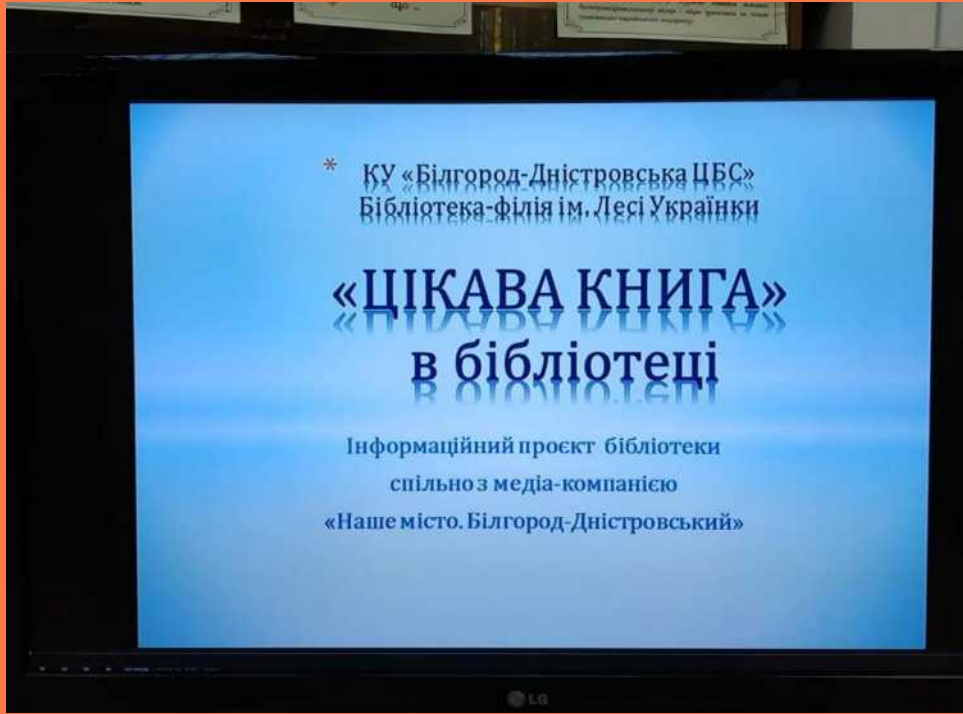 * КУ «Білгород-Дністровська ЦБС»
Бібліотека-філія ім. Лесі Українки
«ЦІКАВА КНИГА»
в бібліотеці
Інформаційний проєкт бібліотеки
спільно з медіа-компанією
«Наше місто. Білгород-Дністровський»
LG